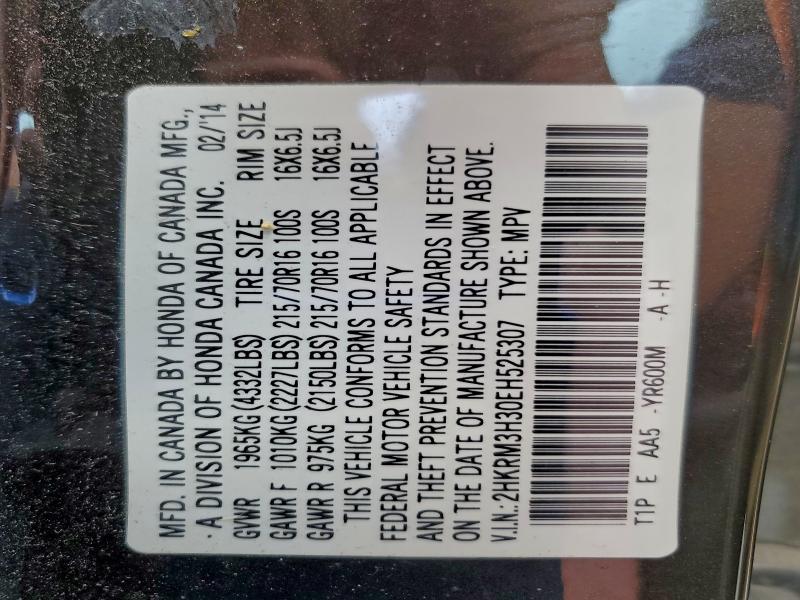 MFD. IN CANADA BY HONDA OF CANADA MFG.,
· A DIVISION OF HONDA CANADA INC. 02/'14
GVWR 1965KG (4332LBS) TIRE SIZE RIM SIZE
GAWR F 1010KG (2227LBS) 215/70R16 100S 16X6.5J
GAWR R 975KG (2150LBS) 215/70R16 100S 16X6.5J
THIS VEHICLE CONFORMS TO ALL APPLICABLE
FEDERAL MOTOR VEHICLE SAFETY
AND THEFT PREVENTION STANDARDS IN EFFECT
ON THE DATE OF MANUFACTURE SHOWN ABOVE.
V.I.N.: 2HKRM3H30EH525307 TYPE: MPV
T1P E AA5 -YR600M -A -H